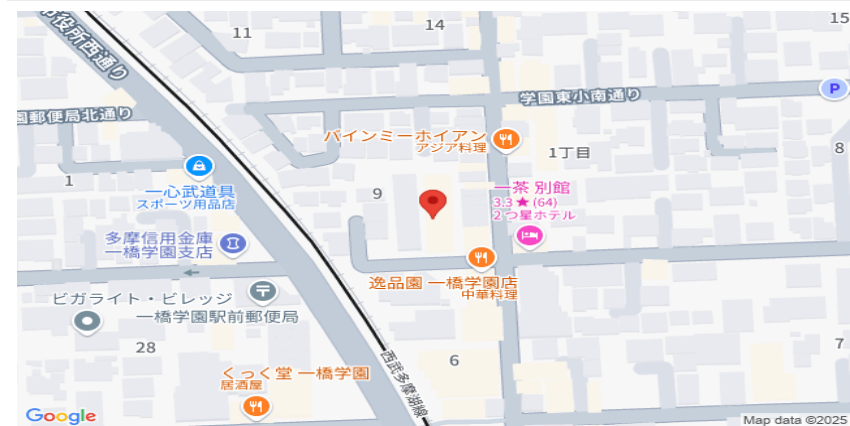 市役所西通り
11
14
15
学園東小南通り
P
園郵便局北通り
バインミーホイアン
アジア料理
1丁目
8
1
一心武道具
スポーツ用品店
9
一茶 別館
3.3★(64)
2つ星ホテル
多摩信用金庫
一橋学園支店
逸品園 一橋学園店
中華料理
ビガライト・ビレッジ
一橋学園駅前郵便局
28
西武多摩湖線
6
7
くっく堂 一橋学園
居酒屋
Google
Map data ©2025